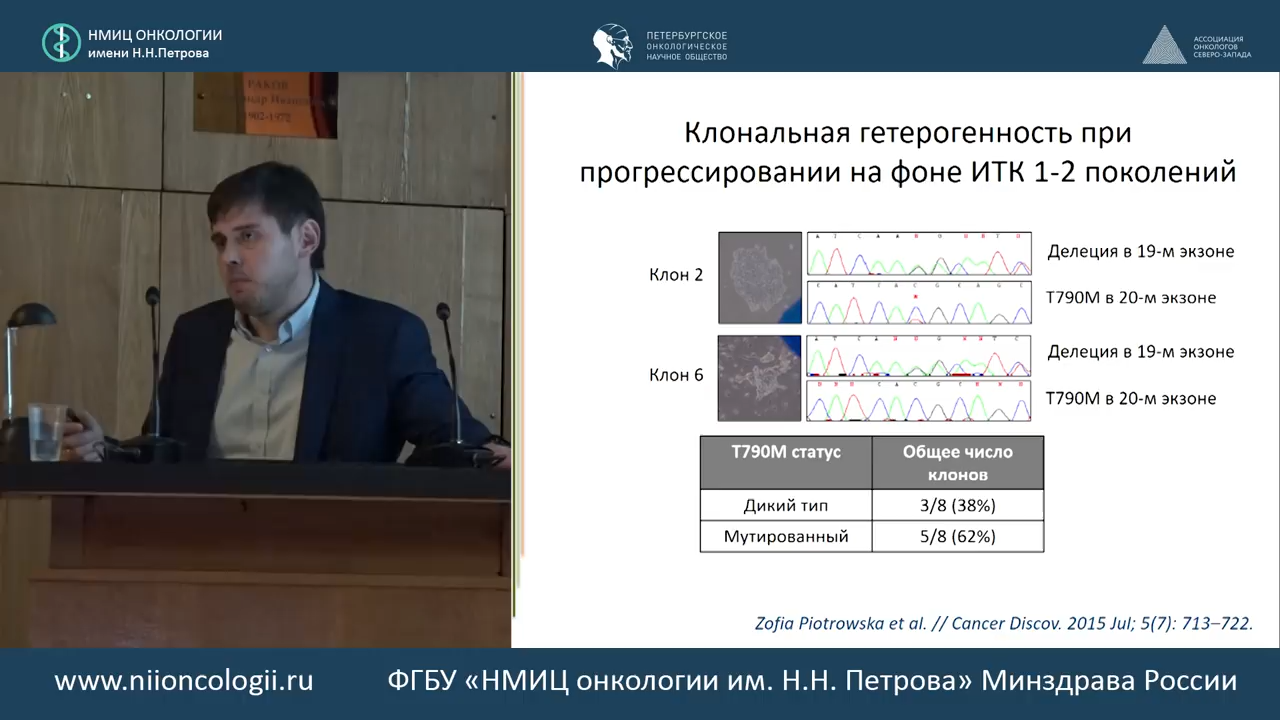 НМИЦ ОНКОЛОГИИ
имени Н.Н.Петрова
ПЕТЕРБУРГСКОЕ
ОНКОЛОГИЧЕСКОЕ
НАУЧНОЕ ОБЩЕСТВО
АССОЦИАЦИЯ
ОНКОЛОГОВ
СЕВЕРО-ЗАПАДА
РАКОВ
1902-1972
Клональная гетерогенность при
прогрессировании на фоне ИТК 1-2 поколений
Клон 2
Делеция в 19-м экзоне
T790M в 20-м экзоне
Клон 6
Делеция в 19-м экзоне
T790M в 20-м экзоне
T790M статус
Общее число
клонов
Дикий тип
3/8 (38%)
Мутированный
5/8 (62%)
Zofia Piotrowska et al. // Cancer Discov. 2015 Jul; 5(7): 713–722.
www.niioncologii.ru
ФГБУ «НМИЦ онкологии им. Н.Н. Петрова» Минздрава России